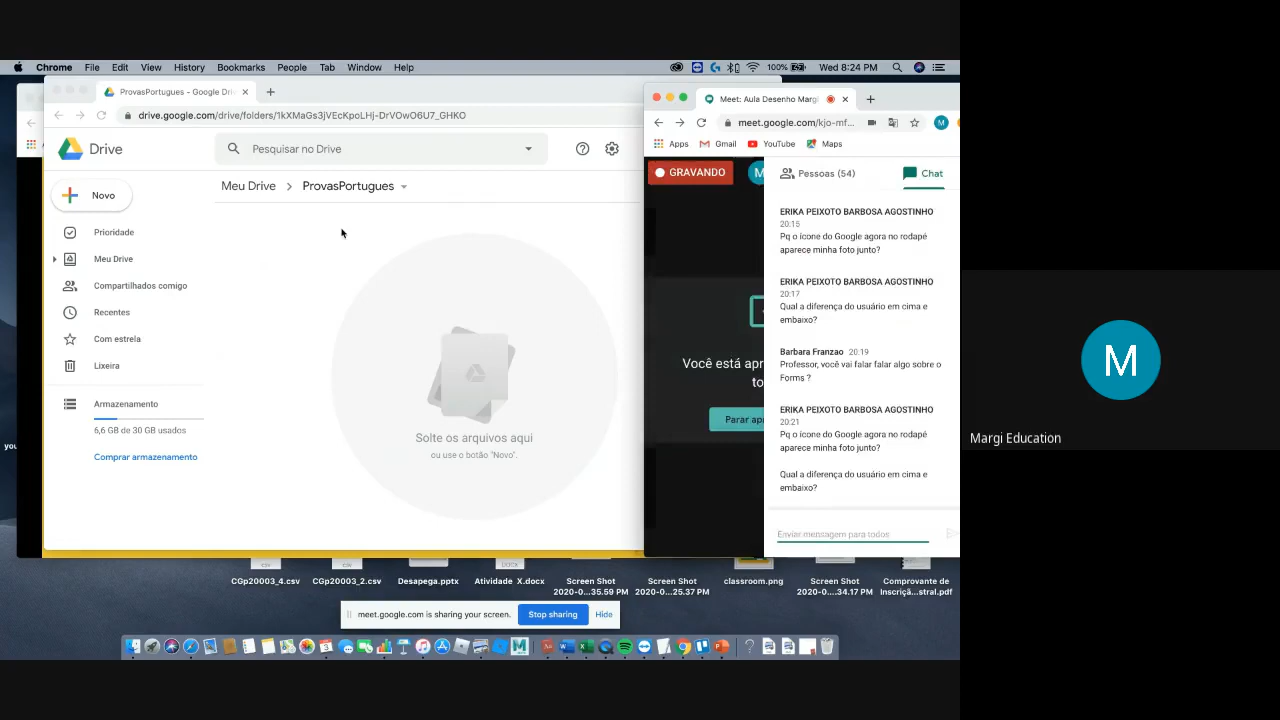 Chrome File Edit View History Bookmarks People Tab Window Help 100% Wed 8:24 PM
ProvasPortugues - Google Dri
drive.google.com/drive/folders/1kXMaGs3jVEcKpoLHj-DrVOwO6U7_GHKO
Drive
Pesquisar no Drive
Novo
Meu Drive > ProvasPortugues
Prioridade
Meu Drive
Compartilhados comigo
Recentes
Com estrela
Lixeira
Armazenamento
6,6 GB de 30 GB usados
Comprar armazenamento
Solte os arquivos aqui
ou use o botão "Novo".
Meet: Aula Desenho Margi
meet.google.com/kjo-mf...
M
Apps Gmail YouTube Maps
GRAVANDO
M
Pessoas (54)
Chat
Você está apr
to
Parar apr
ERIKA PEIXOTO BARBOSA AGOSTINHO
20:15
Pq o ícone do Google agora no rodapé
aparece minha foto junto?
ERIKA PEIXOTO BARBOSA AGOSTINHO
20:17
Qual a diferença do usuário em cima e
embaixo?
Barbara Franzao 20:19
Professor, você vai falar falar algo sobre o
Forms ?
ERIKA PEIXOTO BARBOSA AGOSTINHO
20:21
Pq o ícone do Google agora no rodapé
aparece minha foto junto?
Qual a diferença do usuário em cima e
embaixo?
Enviar mensagem para todos
you
CGp20003_4.csv
CGp20003_2.csv
Desapega.pptx
Atividade X.docx
Screen Shot
2020-0...35.59 PM
Screen Shot
2020-0...25.37 PM
classroom.png
Screen Shot
2020-0...34.17 PM
Comprovante de
Inscriçã...stral.pdf
meet.google.com is sharing your screen.
Stop sharing
Hide
M
Margi Education